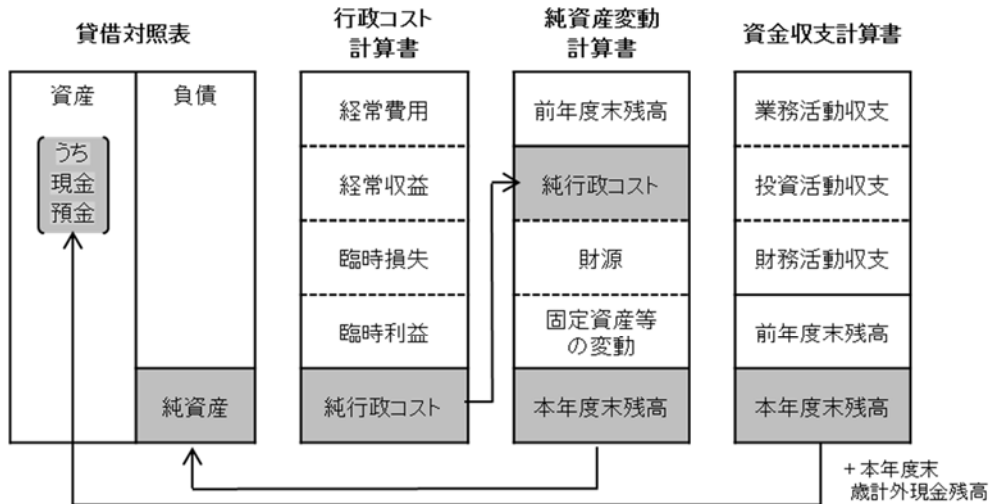 貸借対照表
資産
負債
うち
現金
預金
純資産
行政コスト
計算書
経常費用
経常収益
臨時損失
臨時利益
純行政コスト
純資産変動
計算書
前年度末残高
純行政コスト
財源
固定資産等
の変動
本年度末残高
資金収支計算書
業務活動収支
投資活動収支
財務活動収支
前年度末残高
本年度末残高
+本年度末
歳計外現金残高